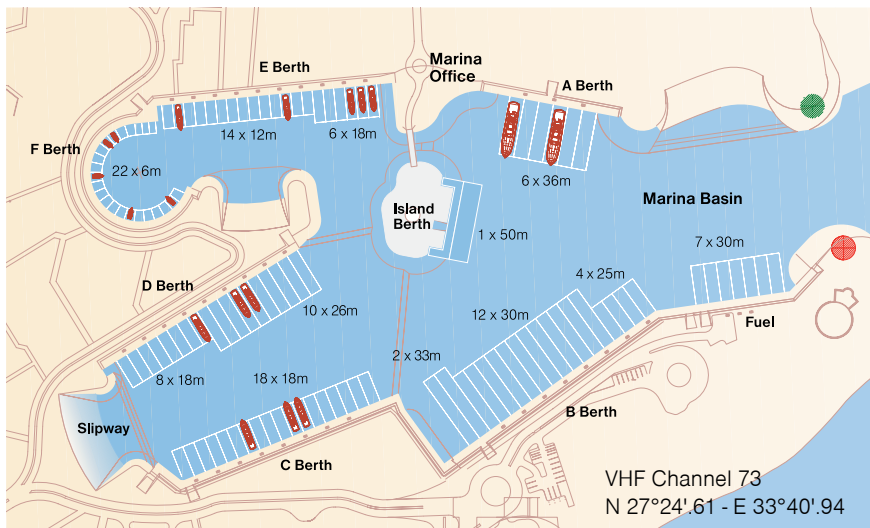 E Berth
Marina
Office
A Berth
F Berth
14 x 12m
6 x 18m
22 x 6m
6 x 36m
Island
Berth
Marina Basin
1 x 50m
7 x 30m
4 x 25m
D Berth
10 x 26m
12 x 30m
Fuel
2 x 33m
8 x 18m
18 x 18m
B Berth
Slipway
C Berth
VHF Channel 73
N 27°24'.61 - E 33°40'.94